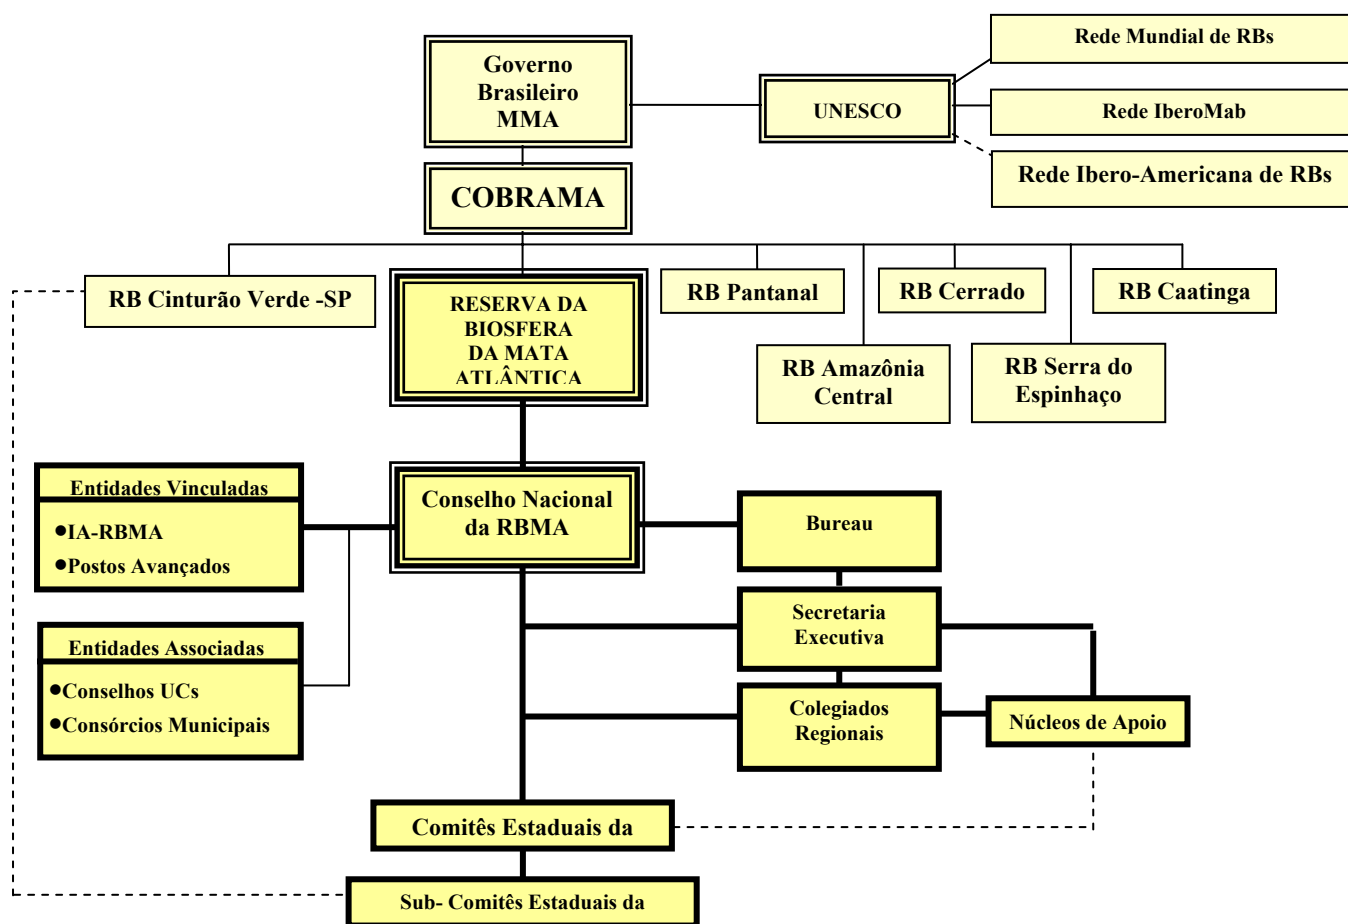 Governo
Brasileiro
MMA
UNESCO
Rede Mundial de RBs
Rede IberoMab
Rede Ibero-Americana de RBs
COBRAMA
RB Cinturão Verde -SP
RESERVA DA
BIOSFERA
DA MATA
ATLÂNTICA
RB Pantanal
RB Cerrado
RB Caatinga
RB Amazônia
Central
RB Serra do
Espinhaço
Entidades Vinculadas
●IA-RBMA
●Postos Avançados
Conselho Nacional
da RBMA
Bureau
Secretaria
Executiva
Entidades Associadas
●Conselhos UCs
●Consórcios Municipais
Colegiados
Regionais
Núcleos de Apoio
Comitês Estaduais da
Sub- Comitês Estaduais da